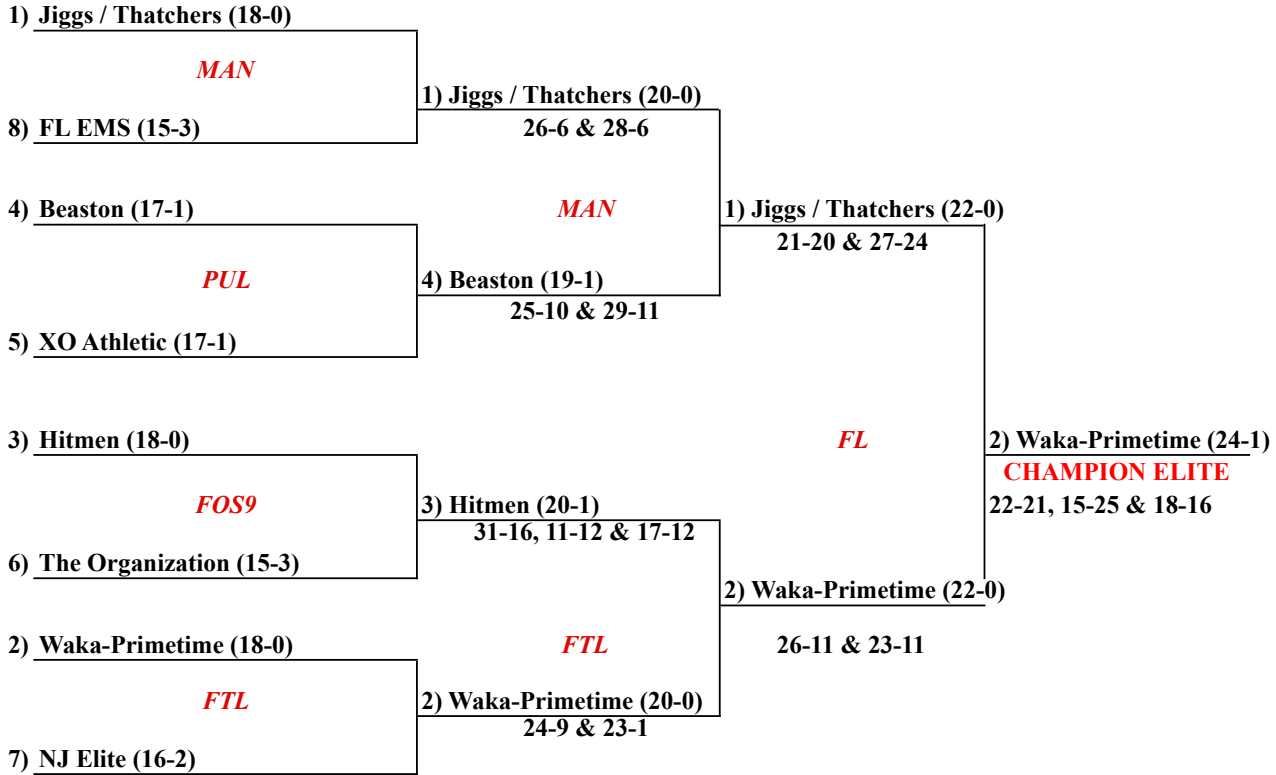 1) Jiggs / Thatchers (18-0)
MAN
8) FL EMS (15-3)
1) Jiggs / Thatchers (20-0)
26-6 & 28-6
4) Beaston (17-1)
PUL
5) XO Athletic (17-1)
4) Beaston (19-1)
25-10 & 29-11
MAN
1) Jiggs / Thatchers (22-0)
21-20 & 27-24
3) Hitmen (18-0)
FOS9
6) The Organization (15-3)
3) Hitmen (20-1)
31-16, 11-12 & 17-12
2) Waka-Primetime (18-0)
FTL
7) NJ Elite (16-2)
2) Waka-Primetime (20-0)
24-9 & 23-1
FTL
2) Waka-Primetime (22-0)
26-11 & 23-11
FL
2) Waka-Primetime (24-1)
CHAMPION ELITE
22-21, 15-25 & 18-16